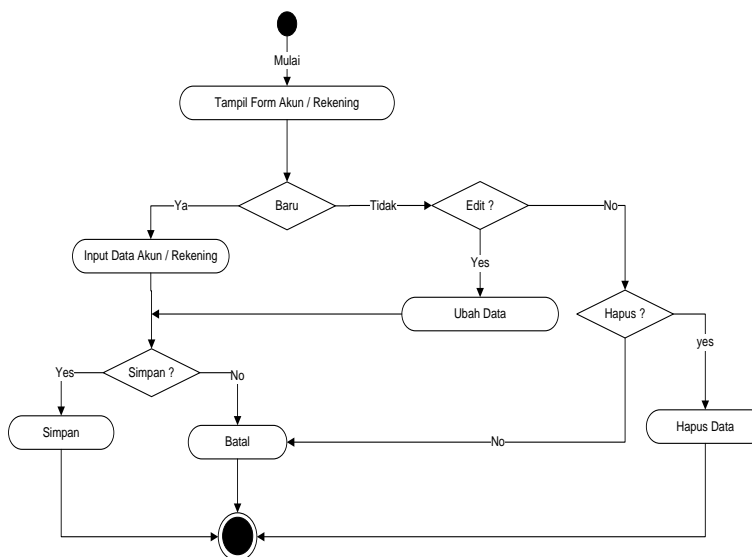 Mulai
Tampil Form Akun / Rekening
Ya
Baru
Tidak
Edit ?
No
Input Data Akun / Rekening
Yes
Ubah Data
Hapus ?
yes
Simpan ?
Yes
No
Simpan
Batal
No
Hapus Data